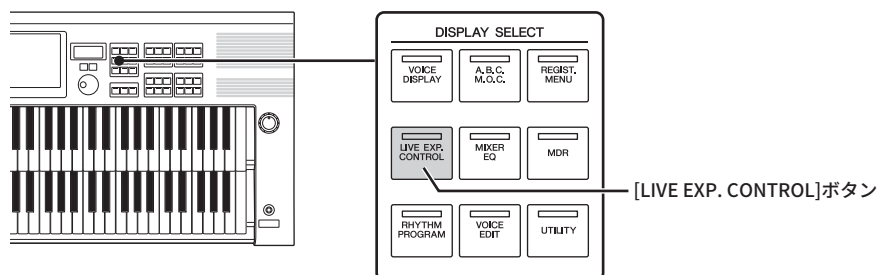 DISPLAY SELECT
VOICE
DISPLAY
A.B.C.
M.O.C.
REGIST.
MENU
LIVE EXP.
CONTROL
MIXER
EQ
MDR
[LIVE EXP. CONTROL]ボタン
RHYTHM
PROGRAM
VOICE
EDIT
UTILITY